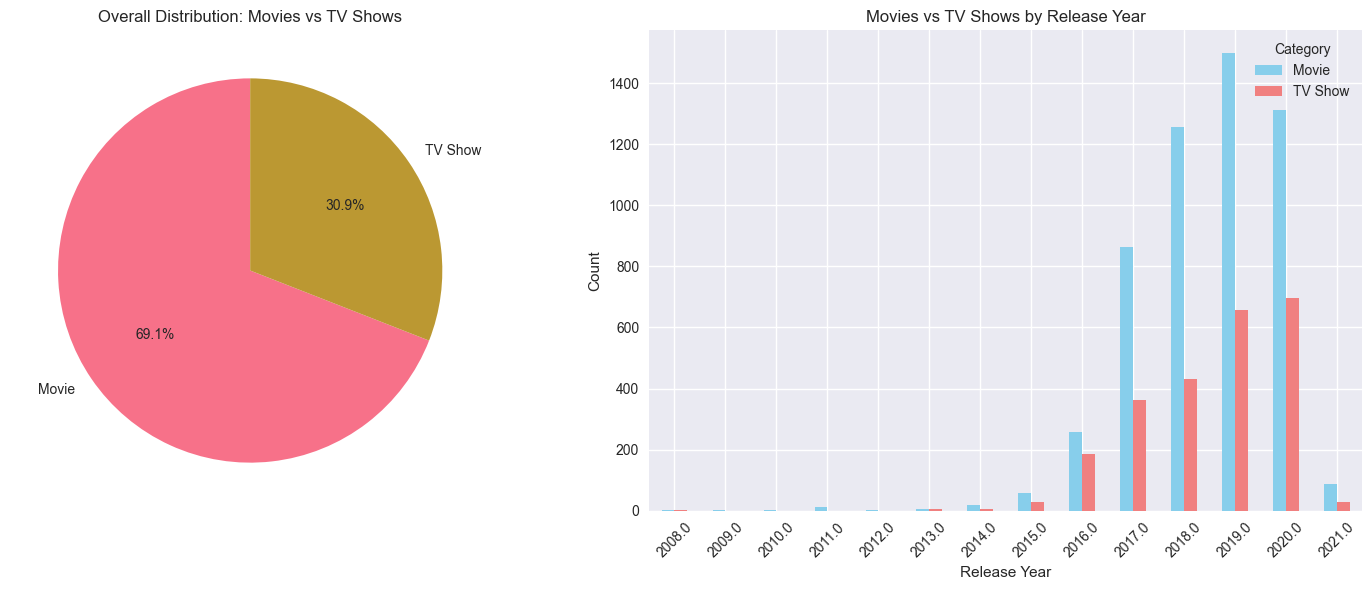 Overall Distribution: Movies vs TV Shows
TV Show
30.9%
69.1%
Movie
Movies vs TV Shows by Release Year
Category
Movie
TV Show
1400
1200
1000
800
600
400
200
0
Count
2008.0 2009.0 2010.0 2011.0 2012.0 2013.0 2014.0 2015.0 2016.0 2017.0 2018.0 2019.0 2020.0 2021.0
Release Year